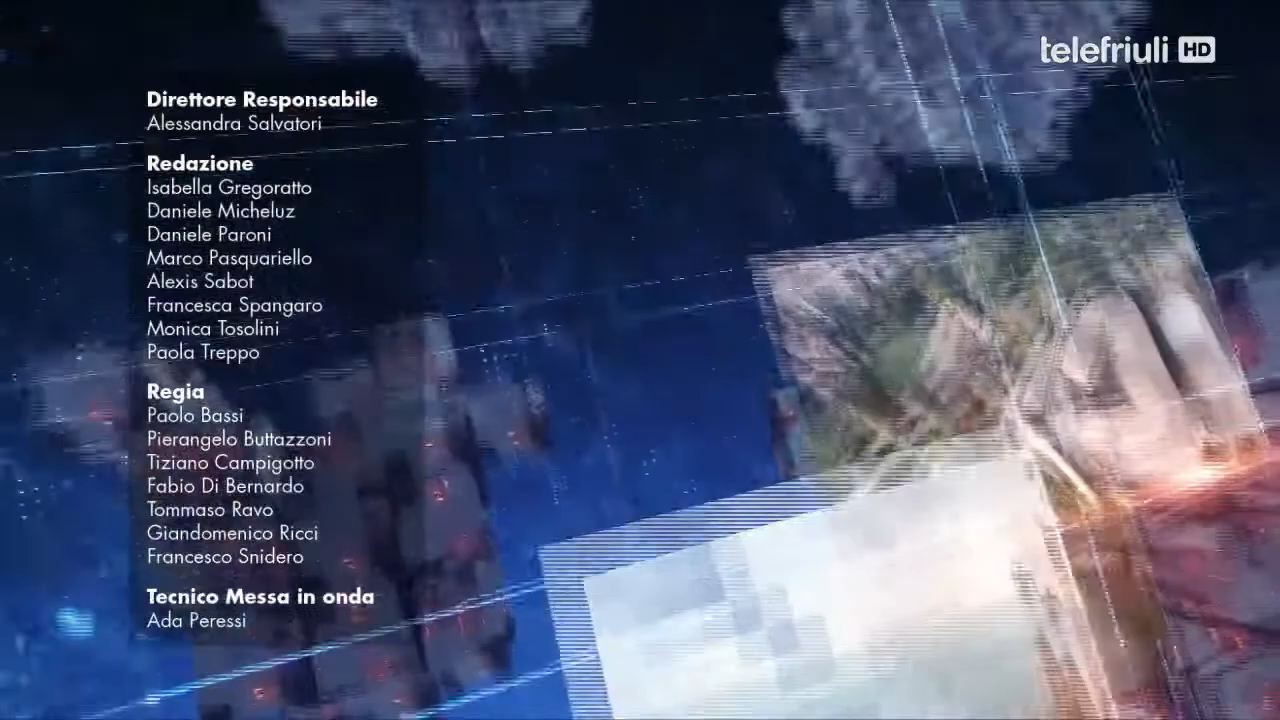 telefriuli HD
Direttore Responsabile
Alessandra Salvatori
Redazione
Isabella Gregoratto
Daniele Micheluz
Daniele Paroni
Marco Pasquariello
Alexis Sabot
Francesca Spangaro
Monica Tosolini
Paola Treppo
Regia
Paolo Bassi
Pierangelo Buttazzoni
Tiziano Campigotto
Fabio Di Bernardo
Tommaso Ravo
Giandomenico Ricci
Francesco Snidero
Tecnico Messa in onda
Ada Peressi